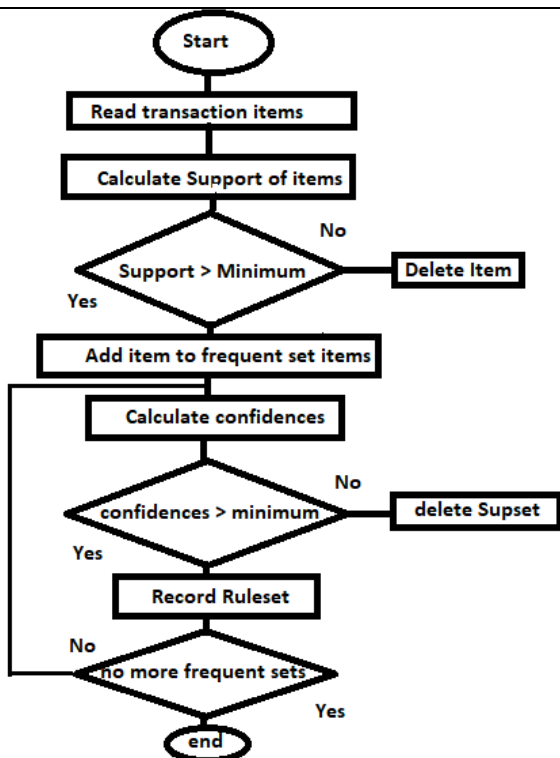 Start
Read transaction items
Calculate Support of items
No
Support > Minimum
Delete Item
Yes
Add item to frequent set items
Calculate confidences
No
confidences > minimum
delete Supset
Yes
Record Ruleset
No
no more frequent sets
Yes
end